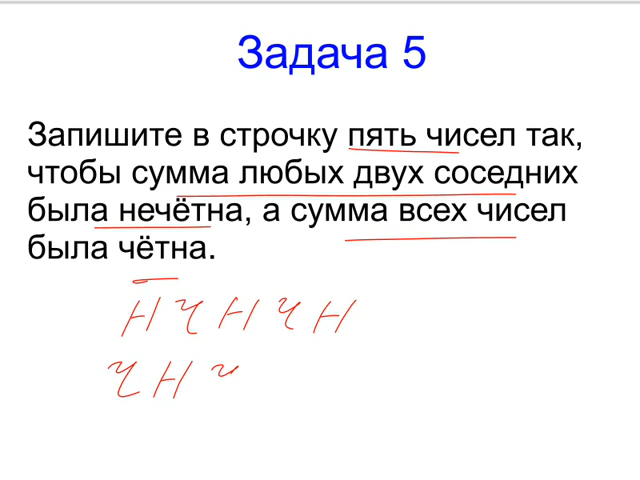 Задача 5
Запишите в строчку пять чисел так,
чтобы сумма любых двух соседних
была нечётна, а сумма всех чисел
была чётна.
Н Ч Н Ч Н
Ч Н ч